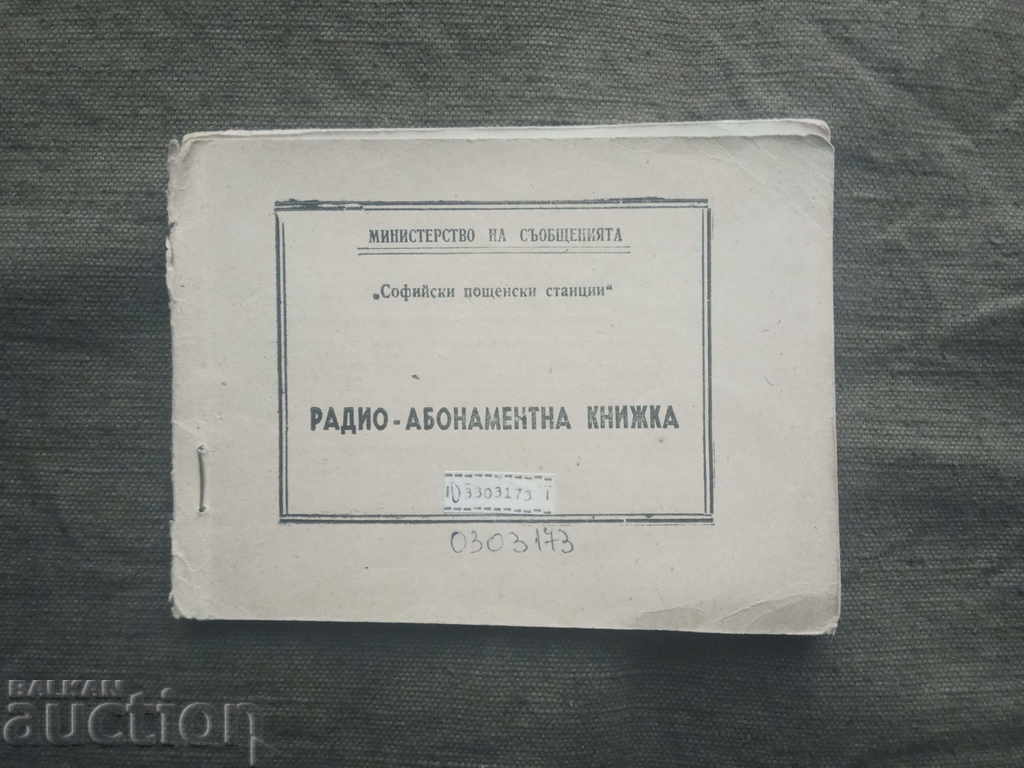 МИНИСТЕРСТВО НА СЪОБЩЕНИЯТА
„Софийски пощенски станции“
РАДИО-АБОНАМЕНТНА КНИЖКА
0303173
BALKAN
auction